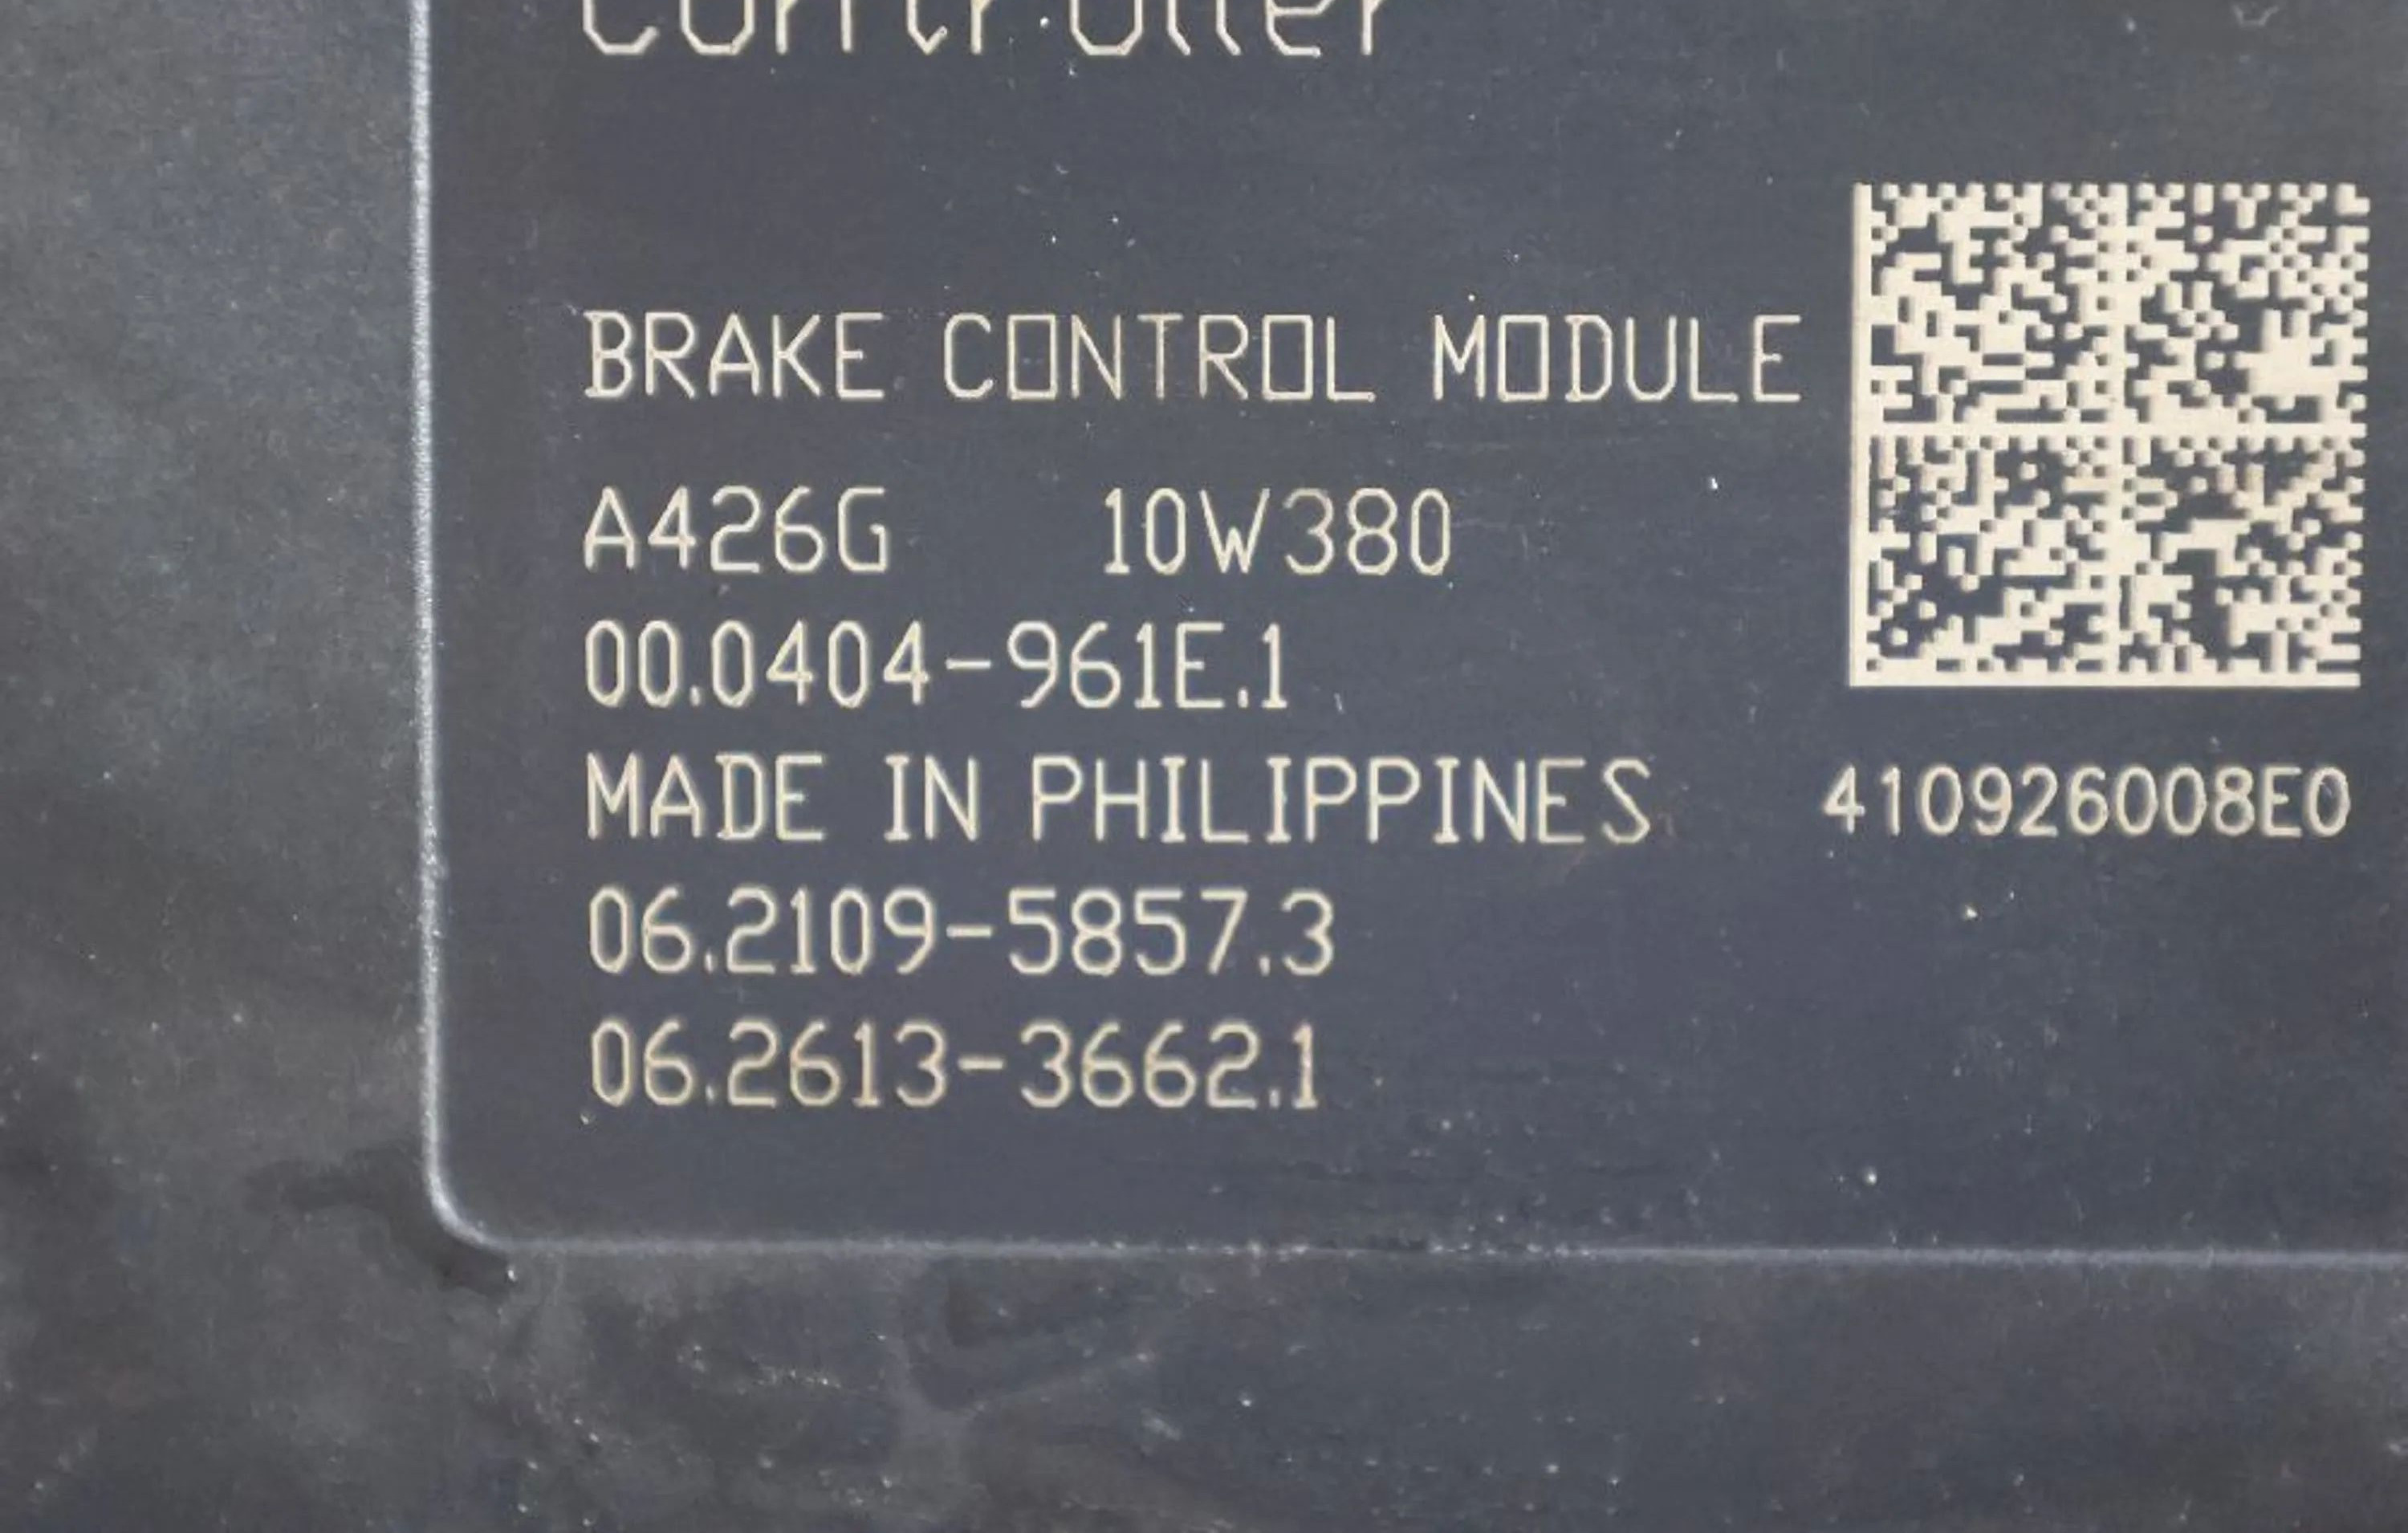 Controller
BRAKE CONTROL MODULE
A426G 10W380
00.0404-961E.1
MADE IN PHILIPPINES
410926008E0
06.2109-5857.3
06.2613-3662.1